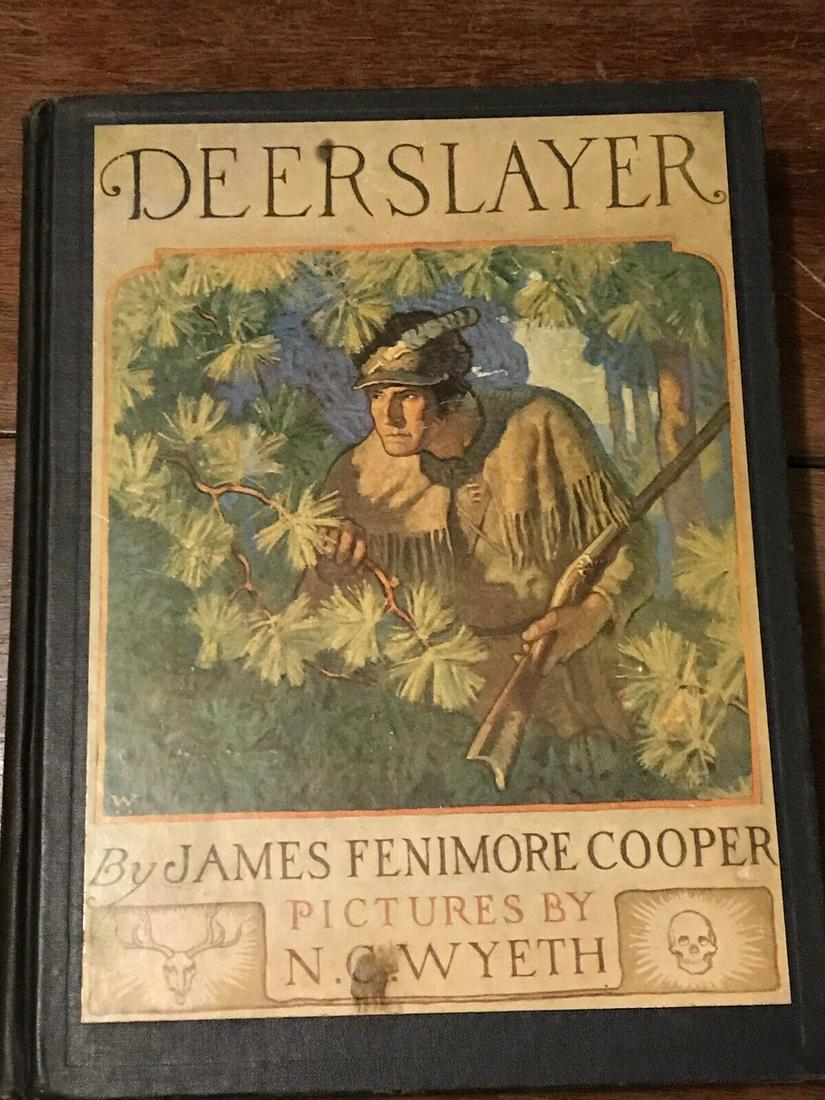 DEERSLAYER
W
By JAMES FENIMORE COOPER
PICTURES BY
N.C. WYETH